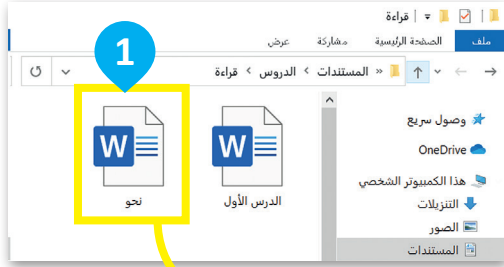 قراءة
ملف الصفحة الرئيسية مشاركة عرض
« المستندات › الدروس › قراءة
1
وصول سريع
OneDrive
هذا الكمبيوتر الشخصي
التنزيلات
الصور
المستندات
W W
الدرس الأول نحو